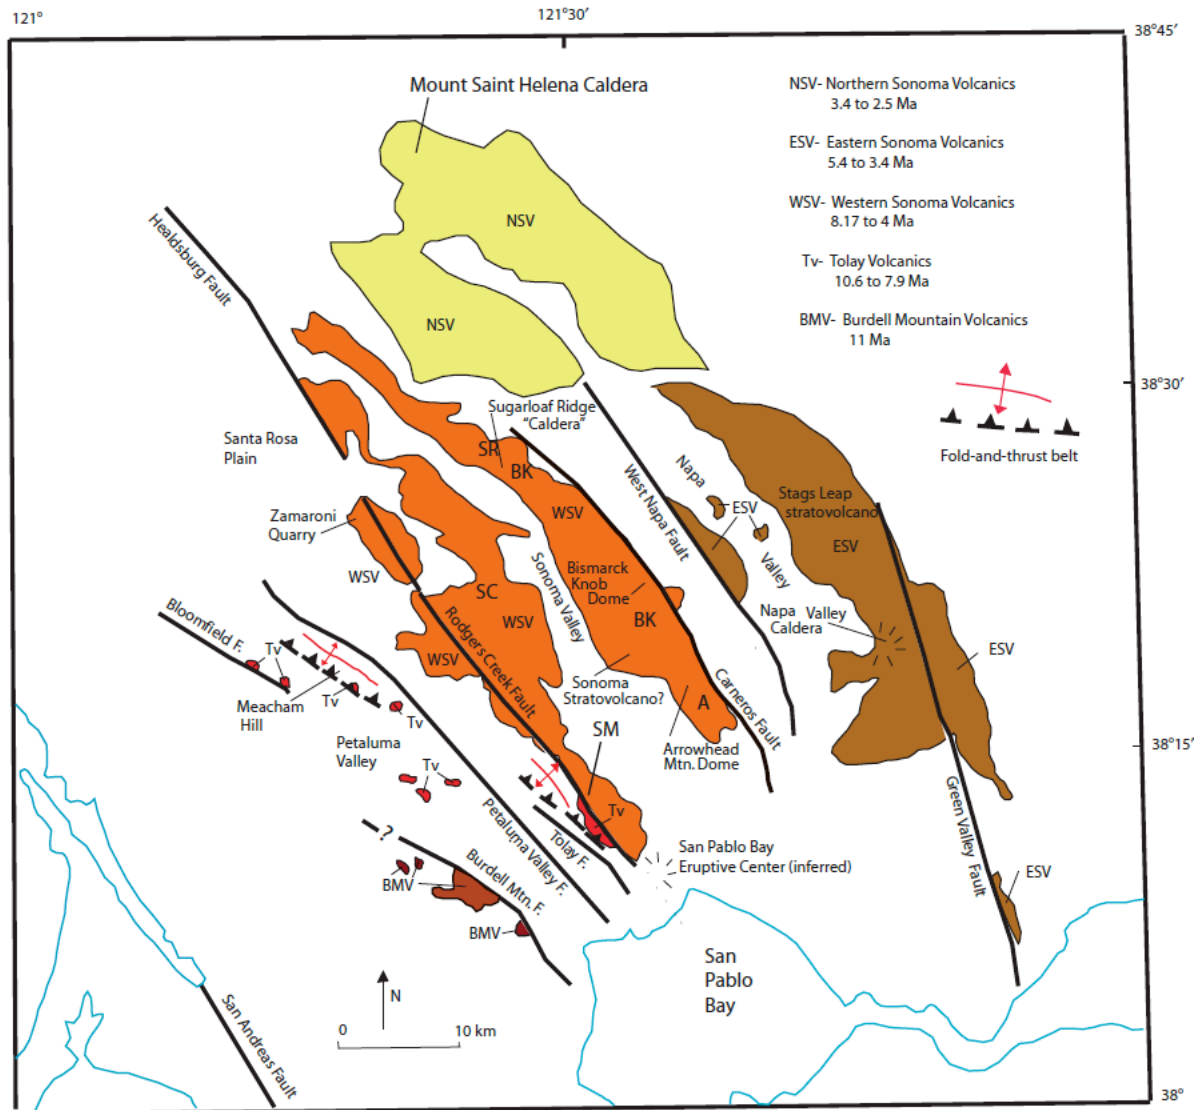 121°
121°30′
38°45′
Mount Saint Helena Caldera
NSV- Northern Sonoma Volcanics
3.4 to 2.5 Ma
ESV- Eastern Sonoma Volcanics
5.4 to 3.4 Ma
WSV- Western Sonoma Volcanics
8.17 to 4 Ma
Tv- Tolay Volcanics
10.6 to 7.9 Ma
BMV- Burdell Mountain Volcanics
11 Ma
NSV
Healdsburg Fault
NSV
38°30′
Fold-and-thrust belt
Sugarloaf Ridge
"Caldera"
Santa Rosa
Plain
SR
BK
West Napa Fault
Napa
Valley
ESV
Stags Leap
stratovolcano
ESV
WSV
Zamaroni
Quarry
WSV
Sonoma Valley
Bismarck
Knob
Dome
BK
SC
WSV
WSV
Rodgers Creek Fault
Napa Valley
Caldera
ESV
Bloomfield F.
Tv
Tv
Tv
Meacham
Hill
Sonoma
Stratovolcano?
A
Carneros Fault
Arrowhead
Mtn. Dome
SM
38°15′
Petaluma
Valley
Tv
Tv
Petaluma Valley F.
Tolay F.
Green Valley Fault
San Pablo Bay
Eruptive Center (inferred)
?
Burdell Mtn. F.
BMV
BMV
ESV
San
Pablo
Bay
N
0
10 km
San Andreas Fault
38°